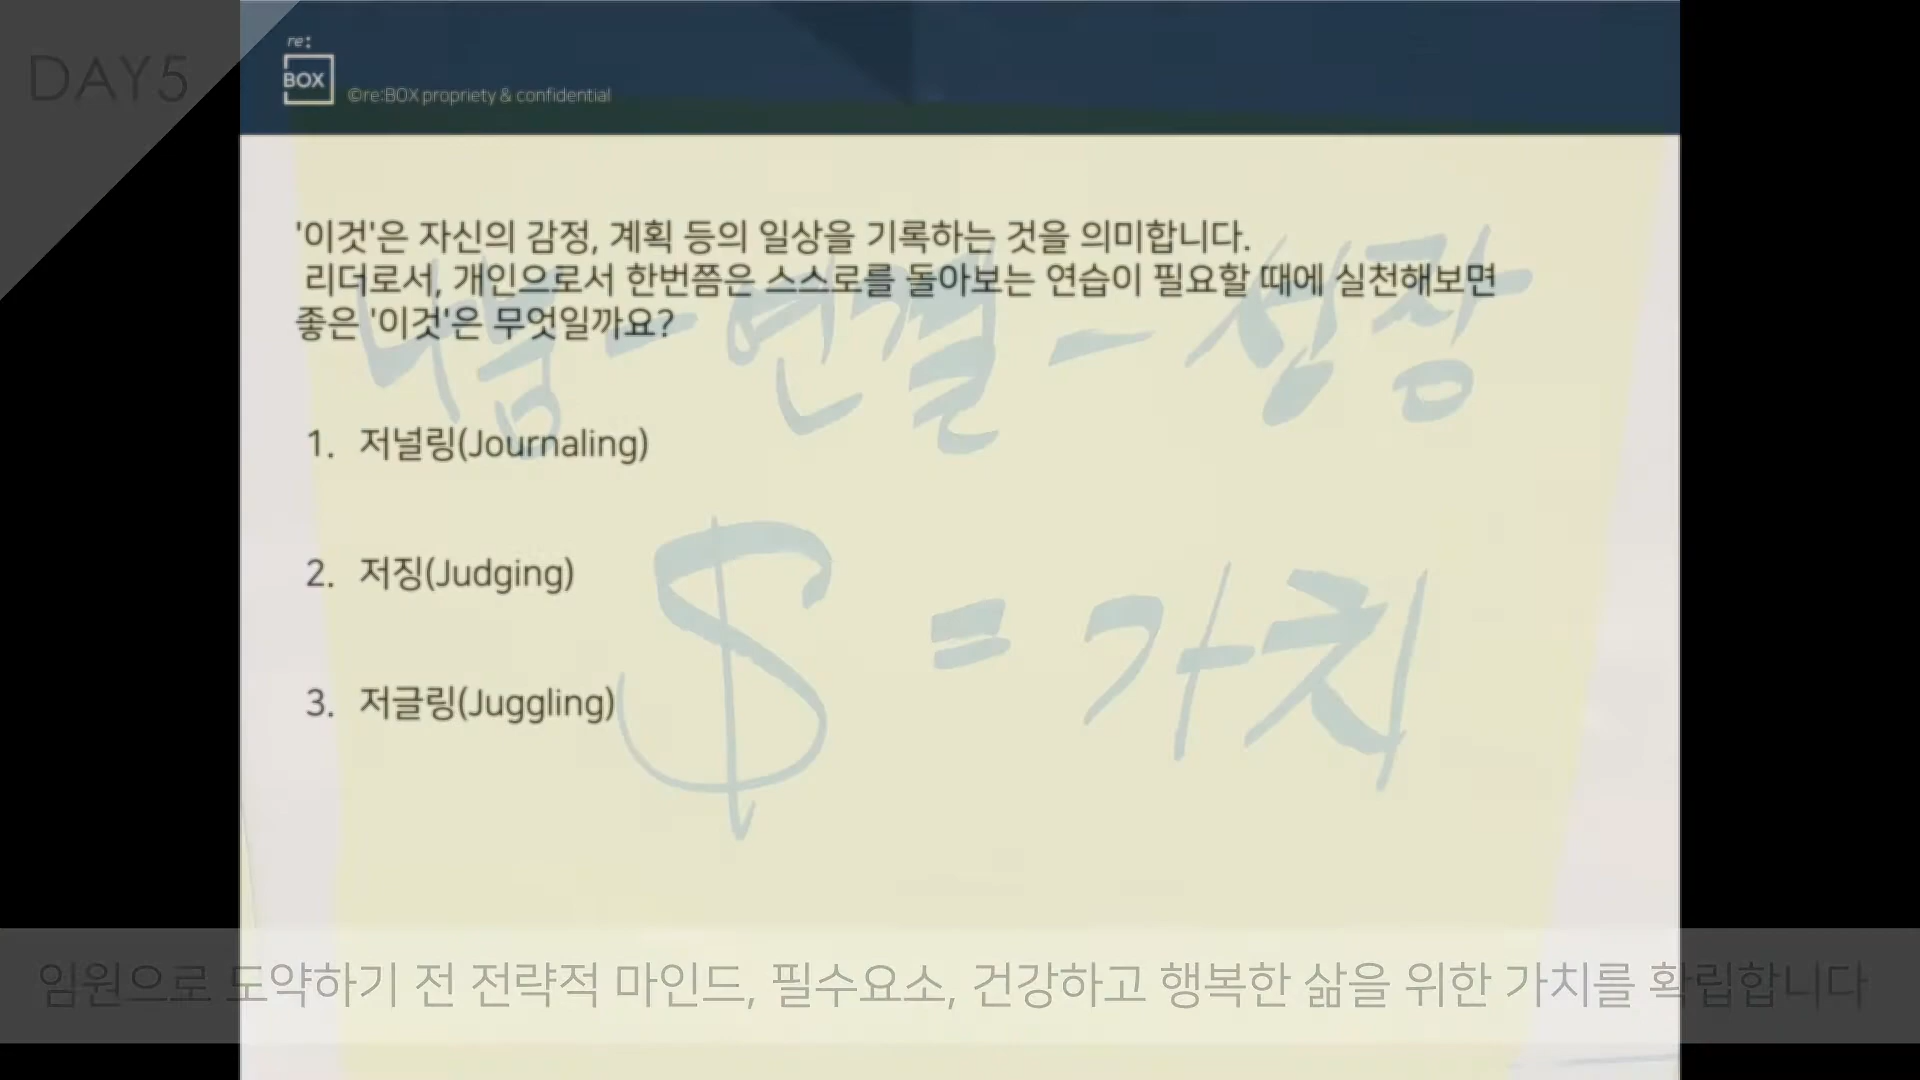 DAY5
re:
BOX
©re:BOX propriety & confidential
'이것'은 자신의 감정, 계획 등의 일상을 기록하는 것을 의미합니다.
리더로서, 개인으로서 한번쯤은 스스로를 돌아보는 연습이 필요할 때에 실천해보면
좋은 '이것'은 무엇일까요?
나눔 - 연결 - 성장
1. 저널링(Journaling)
2. 저징(Judging)
3. 저글링(Juggling)
$ = 가치
임원으로 도약하기 전 전략적 마인드, 필수요소, 건강하고 행복한 삶을 위한 가치를 확립합니다